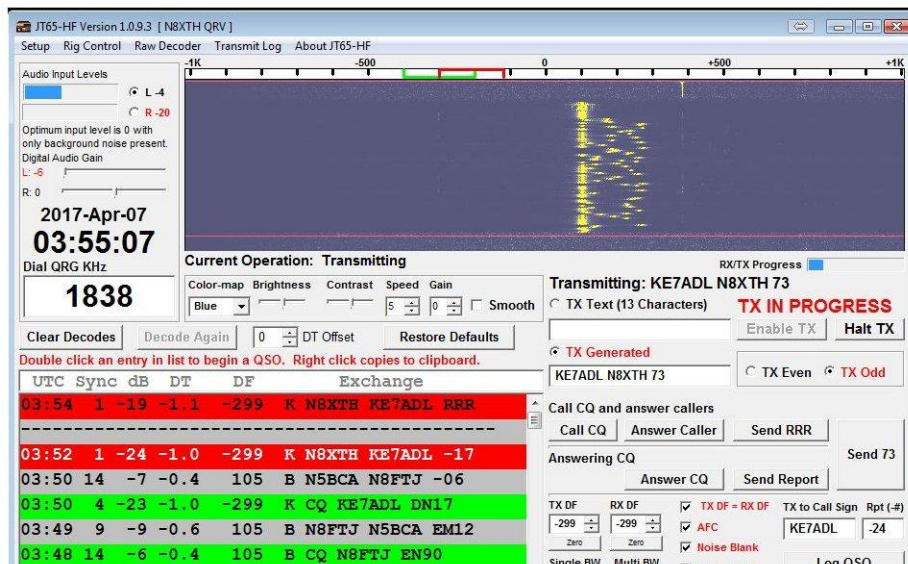 JT65-HF Version 1.0.9.3 [ N8XTH QRV ]
Setup Rig Control Raw Decoder Transmit Log About JT65-HF
Audio Input Levels
L -4
R -20
Optimum input level is 0 with
only background noise present.
Digital Audio Gain
L: -6
R: 0
2017-Apr-07
03:55:07
Dial QRG KHz
1838
-1K -500 0 +500 +1K
Current Operation: Transmitting
RX/TX Progress
Color-map Brightness Contrast Speed Gain
Blue 5 0 Smooth
Transmitting: KE7ADL N8XTH 73
TX Text (13 Characters) TX IN PROGRESS
Enable TX Halt TX
TX Generated
KE7ADL N8XTH 73
TX Even TX Odd
Clear Decodes Decode Again 0 DT Offset Restore Defaults
Double click an entry in list to begin a QSO. Right click copies to clipboard.
UTC Sync dB DT DF Exchange
03:54 1 -19 -1.1 -299 K N8XTH KE7ADL RRR
------------------------------------------------
03:52 1 -24 -1.0 -299 K N8XTH KE7ADL -17
03:50 14 -7 -0.4 105 B N5BCA N8FTJ -06
03:50 4 -23 -1.0 -299 K CQ KE7ADL DN17
03:49 9 -9 -0.6 105 B N8FTJ N5BCA EM12
03:48 14 -6 -0.4 105 B CQ N8FTJ EN90
Call CQ and answer callers
Call CQ Answer Caller Send RRR
Send 73
Answering CQ
Answer CQ Send Report
TX DF RX DF TX DF = RX DF TX to Call Sign Rpt (-#)
-299 -299 AFC KE7ADL -24
Zero Zero Noise Blank
Single BW Multi BW Log QSO